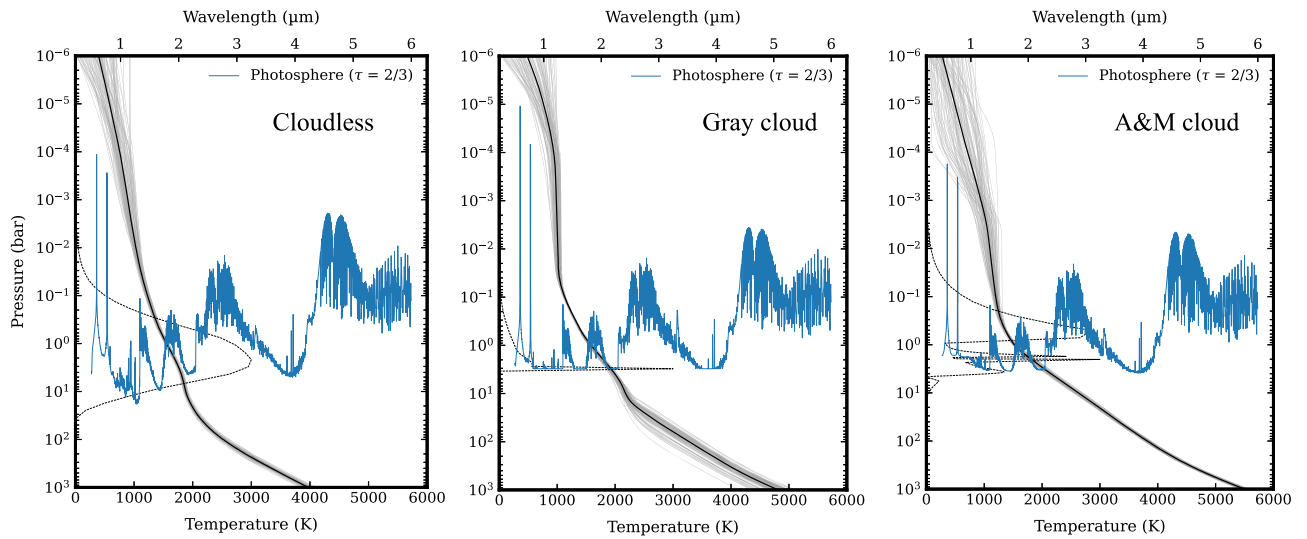 Wavelength (µm)
1 2 3 4 5 6
Photosphere (τ = 2/3)
Cloudless
Pressure (bar)
10⁻⁶
10⁻⁵
10⁻⁴
10⁻³
10⁻²
10⁻¹
10⁰
10¹
10²
10³
0 1000 2000 3000 4000 5000 6000
Temperature (K)
Wavelength (µm)
1 2 3 4 5 6
Photosphere (τ = 2/3)
Gray cloud
10⁻⁶
10⁻⁵
10⁻⁴
10⁻³
10⁻²
10⁻¹
10⁰
10¹
10²
10³
0 1000 2000 3000 4000 5000 6000
Temperature (K)
Wavelength (µm)
1 2 3 4 5 6
Photosphere (τ = 2/3)
A&M cloud
10⁻⁶
10⁻⁵
10⁻⁴
10⁻³
10⁻²
10⁻¹
10⁰
10¹
10²
10³
0 1000 2000 3000 4000 5000 6000
Temperature (K)